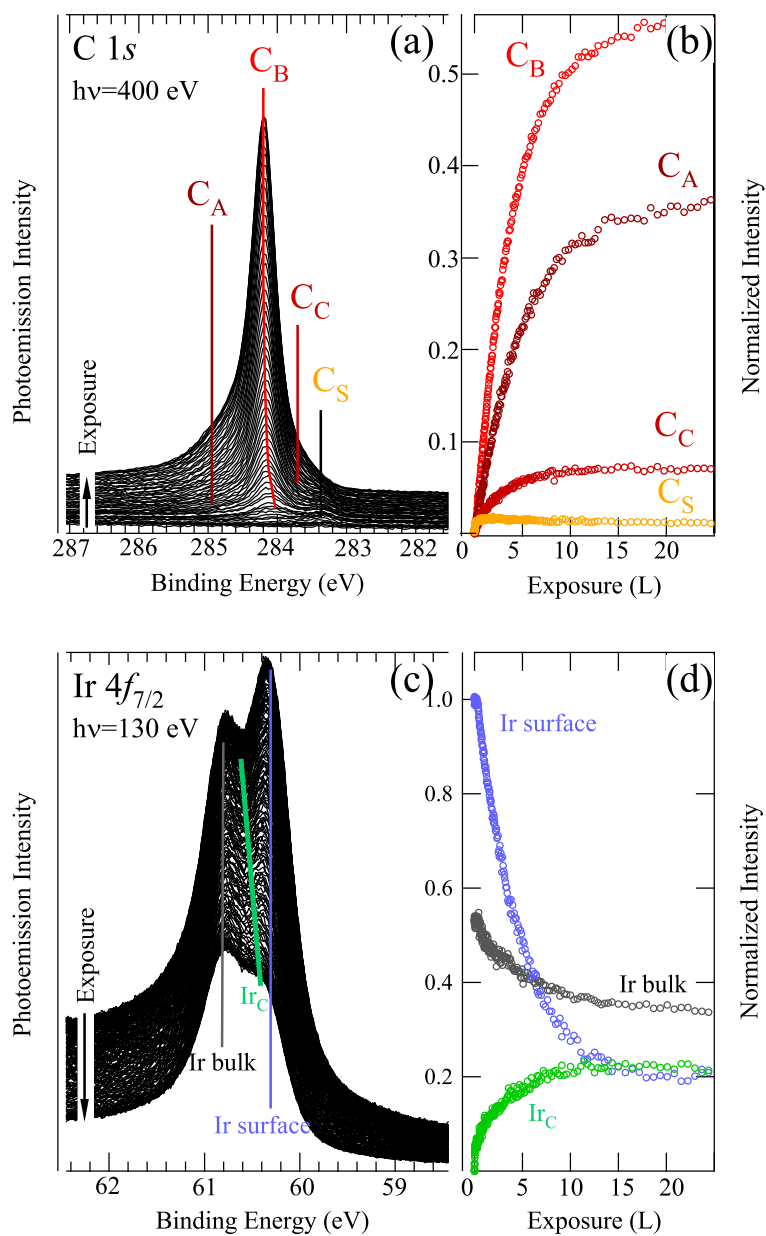 C 1s
hν=400 eV
(a)
C_B
C_A
C_C
C_S
Photoemission Intensity
Exposure
287 286 285 284 283 282
Binding Energy (eV)
(b)
C_B
C_A
C_C
C_S
0.5
0.4
0.3
0.2
0.1
0 5 10 15 20
Exposure (L)
Normalized Intensity
Ir 4f_{7/2}
hν=130 eV
(c)
Photoemission Intensity
Exposure
Ir_C
Ir bulk
Ir surface
62 61 60 59
Binding Energy (eV)
(d)
Ir surface
Ir bulk
Ir_C
1.0
0.8
0.6
0.4
0.2
0 5 10 15 20
Exposure (L)
Normalized Intensity